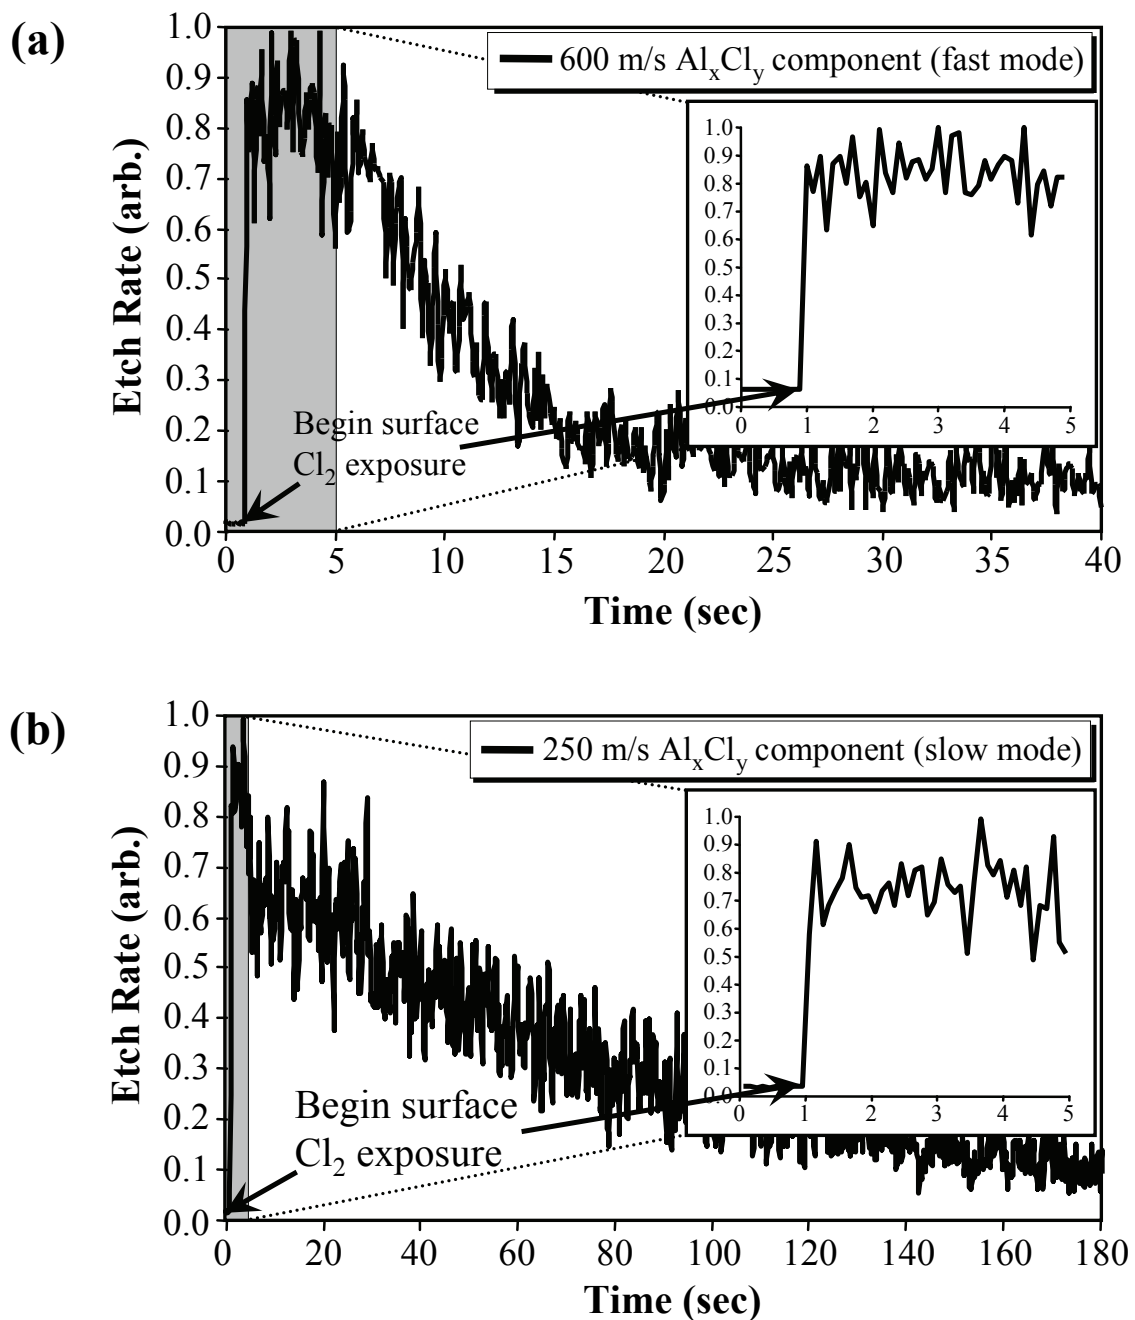 (a)
600 m/s AlxCly component (fast mode)
Etch Rate (arb.)
1.0
0.9
0.8
0.7
0.6
0.5
0.4
0.3
0.2
0.1
0.0
Begin surface
Cl2 exposure
1.0
0.9
0.8
0.7
0.6
0.5
0.4
0.3
0.2
0.1
0.0
0 1 2 3 4 5
0 5 10 15 20 25 30 35 40
Time (sec)
(b)
250 m/s AlxCly component (slow mode)
Etch Rate (arb.)
1.0
0.9
0.8
0.7
0.6
0.5
0.4
0.3
0.2
0.1
0.0
Begin surface
Cl2 exposure
1.0
0.9
0.8
0.7
0.6
0.5
0.4
0.3
0.2
0.1
0.0
0 1 2 3 4 5
0 20 40 60 80 100 120 140 160 180
Time (sec)